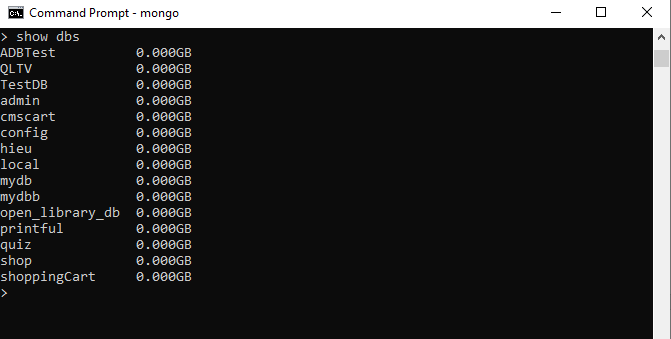 Command Prompt - mongo
> show dbs
ADBTest          0.000GB
QLTV             0.000GB
TestDB           0.000GB
admin            0.000GB
cmscart          0.000GB
config           0.000GB
hieu             0.000GB
local            0.000GB
mydb             0.000GB
mydbb            0.000GB
open_library_db  0.000GB
printful         0.000GB
quiz             0.000GB
shop             0.000GB
shoppingCart     0.000GB
>